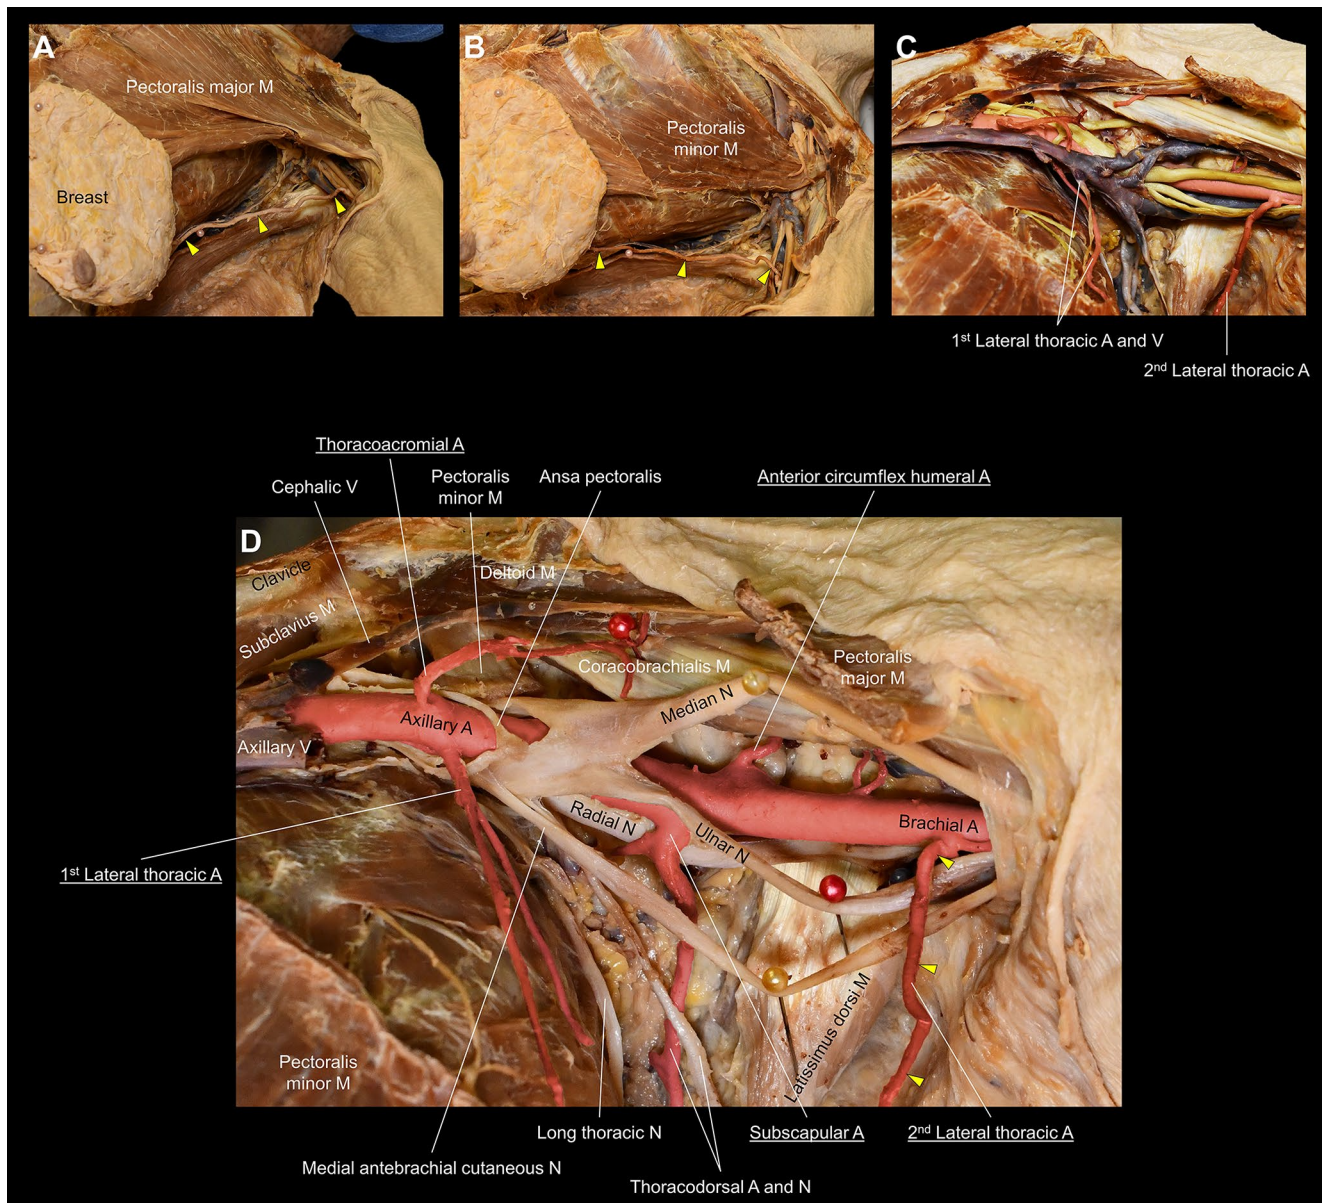 A
Pectoralis major M
Breast
B
Pectoralis
minor M
C
1st Lateral thoracic A and V
2nd Lateral thoracic A
Thoracoacromial A
Cephalic V
Pectoralis
minor M
Ansa pectoralis
Anterior circumflex humeral A
D
Clavicle
Deltoid M
Subclavius M
Coracobrachialis M
Pectoralis
major M
Median N
Axillary A
Axillary V
Radial N
Ulnar N
Brachial A
1st Lateral thoracic A
Latissimus dorsi M
Pectoralis
minor M
Long thoracic N
Subscapular A
2nd Lateral thoracic A
Medial antebrachial cutaneous N
Thoracodorsal A and N